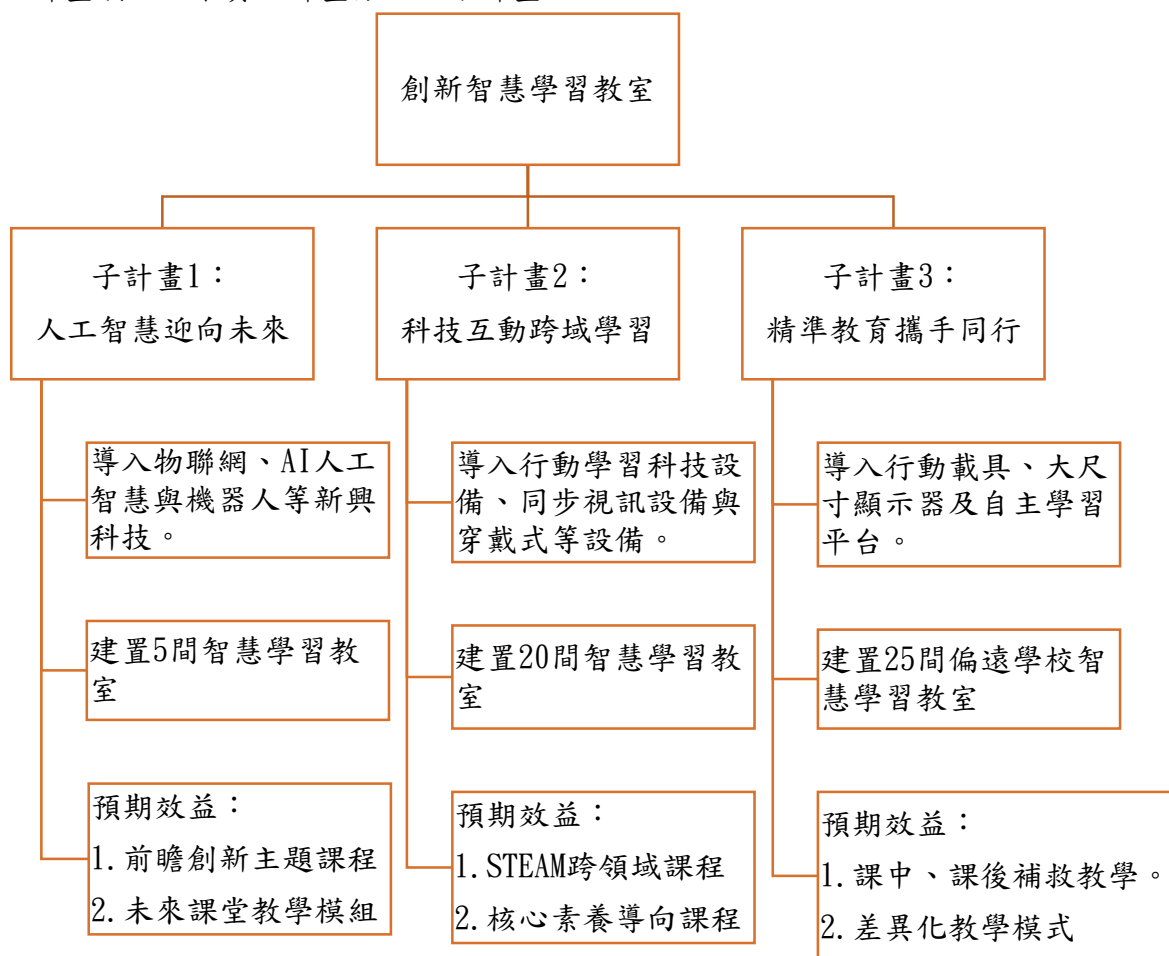 創新智慧學習教室
子計畫1：
人工智慧迎向未來
子計畫2：
科技互動跨域學習
子計畫3：
精準教育攜手同行
導入物聯網、AI人工
智慧與機器人等新興
科技。
導入行動學習科技設
備、同步視訊設備與
穿戴式等設備。
導入行動載具、大尺
寸顯示器及自主學習
平台。
建置5間智慧學習教
室
建置20間智慧學習教
室
建置25間偏遠學校智
慧學習教室
預期效益：
1.前瞻創新主題課程
2.未來課堂教學模組
預期效益：
1.STEAM跨領域課程
2.核心素養導向課程
預期效益：
1.課中、課後補救教學。
2.差異化教學模式